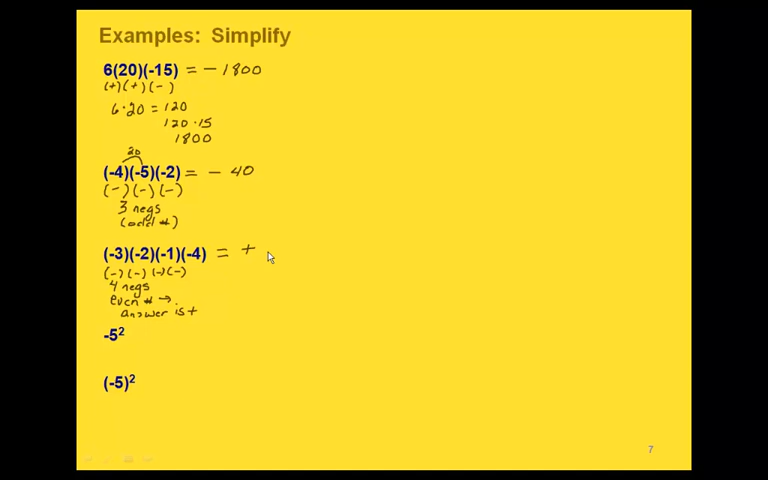 Examples: Simplify
6(20)(-15) = - 1800
(+)(+)(-)
6·20 = 120
120·15
1800
20
(-4)(-5)(-2) = - 40
(-)(-)(-)
3 negs
(odd #)
(-3)(-2)(-1)(-4) = +
(-)(-)(-)(-)
4 negs
even # →
answer is +
-5²
(-5)²
7